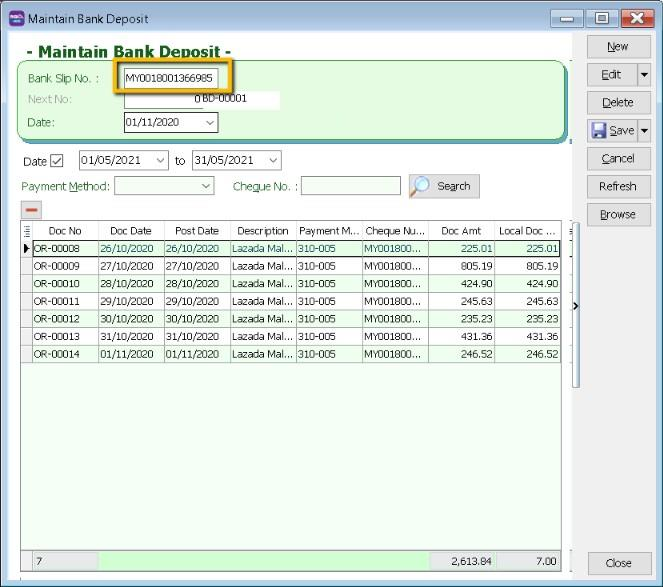 Maintain Bank Deposit
- Maintain Bank Deposit -
Bank Slip No. : MY0018001366985
Next No: 0 BD-00001
Date: 01/11/2020
Date 01/05/2021 to 31/05/2021
Payment Method: Cheque No. : Search
Doc No Doc Date Post Date Description Payment M... Cheque Nu... Doc Amt Local Doc ...
OR-00008 26/10/2020 26/10/2020 Lazada Mal... 310-005 MY001800... 225.01 225.01
OR-00009 27/10/2020 27/10/2020 Lazada Mal... 310-005 MY001800... 805.19 805.19
OR-00010 28/10/2020 28/10/2020 Lazada Mal... 310-005 MY001800... 424.90 424.90
OR-00011 29/10/2020 29/10/2020 Lazada Mal... 310-005 MY001800... 245.63 245.63
OR-00012 30/10/2020 30/10/2020 Lazada Mal... 310-005 MY001800... 235.23 235.23
OR-00013 31/10/2020 31/10/2020 Lazada Mal... 310-005 MY001800... 431.36 431.36
OR-00014 01/11/2020 01/11/2020 Lazada Mal... 310-005 MY001800... 246.52 246.52
7 2,613.84 7.00
New
Edit
Delete
Save
Cancel
Refresh
Browse
Close